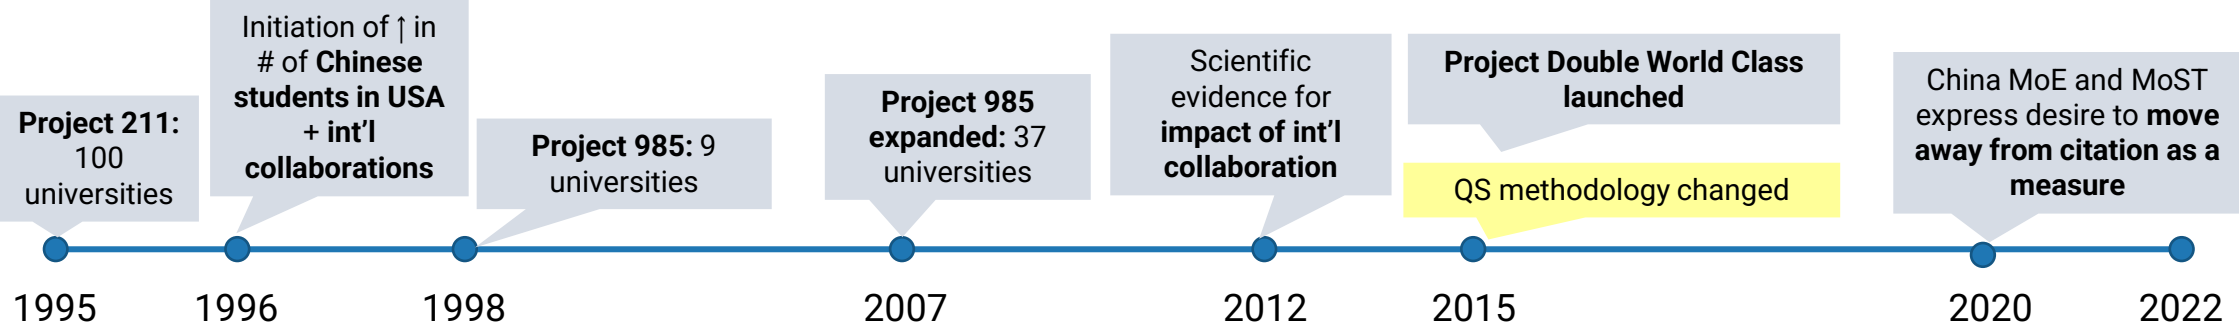 Project 211:
100
universities
Initiation of ↑ in
# of Chinese
students in USA
+ int'l
collaborations
Project 985: 9
universities
Project 985
expanded: 37
universities
Scientific
evidence for
impact of int'l
collaboration
Project Double World Class
launched
QS methodology changed
China MoE and MoST
express desire to move
away from citation as a
measure
1995
1996
1998
2007
2012
2015
2020
2022